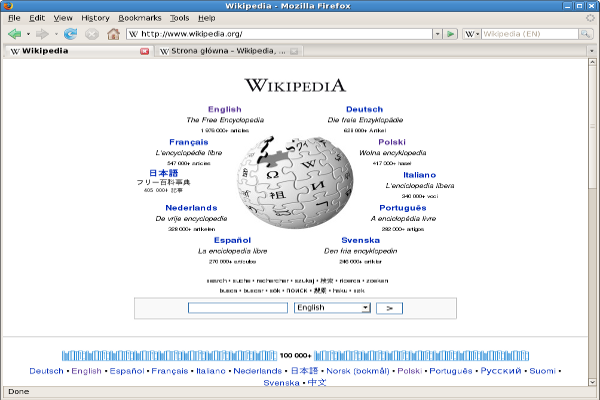 Wikipedia - Mozilla Firefox
File Edit View History Bookmarks Tools Help
http://www.wikipedia.org/
Wikipedia (EN)
Wikipedia
Strona główna - Wikipedia, ...
WIKIPEDIA
English
The Free Encyclopedia
1 978 000+ articles
Deutsch
Die freie Enzyklopädie
628 000+ Artikel
Français
L'encyclopédie libre
547 000+ articles
Polski
Wolna encyklopedia
417 000+ haseł
日本語
フリー百科事典
405 000+ 記事
Italiano
L'enciclopedia libera
340 000+ voci
Nederlands
De vrije encyclopedie
328 000+ artikelen
Português
A enciclopédia livre
282 000+ artigos
Español
La enciclopedia libre
270 000+ artículos
Svenska
Den fria encyklopedin
246 000+ artiklar
search • suche • rechercher • szukaj • 検索 • ricerca • zoeken
busca • buscar • sök • поиск • 搜索 • haku • søk
English
>
100 000+
Deutsch • English • Español • Français • Italiano • Nederlands • 日本語 • Norsk (bokmål) • Polski • Português • Русский • Suomi •
Svenska • 中文
Done